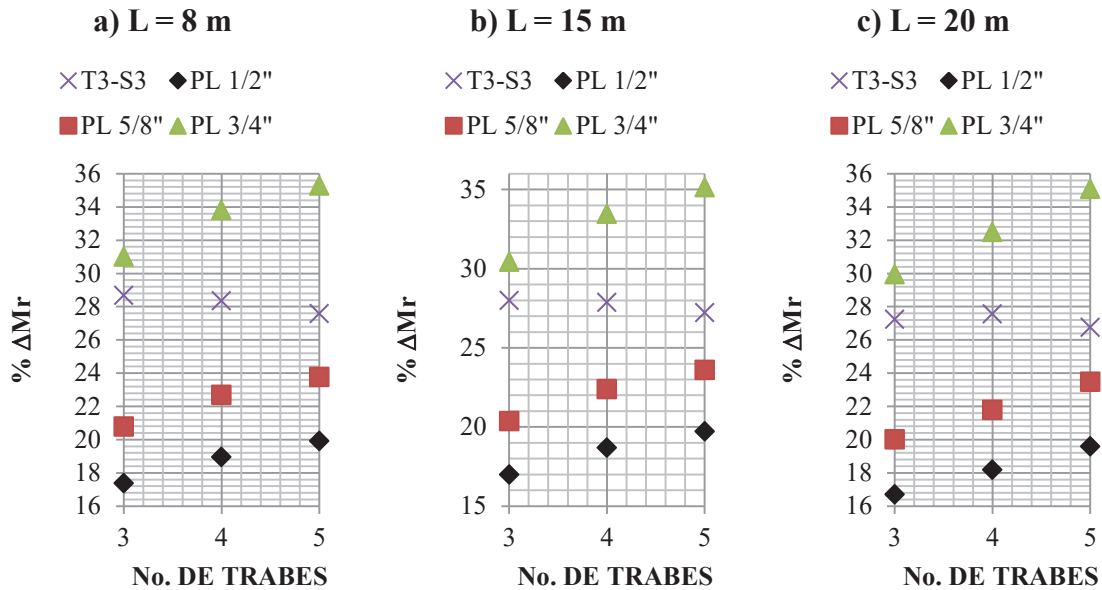 a) L = 8 m
T3-S3 PL 1/2"
PL 5/8" PL 3/4"
36
34
32
30
28
26
24
22
20
18
16
% ΔMr
3 4 5
No. DE TRABES
b) L = 15 m
T3-S3 PL 1/2"
PL 5/8" PL 3/4"
35
30
25
20
15
% ΔMr
3 4 5
No. DE TRABES
c) L = 20 m
T3-S3 PL 1/2"
PL 5/8" PL 3/4"
36
34
32
30
28
26
24
22
20
18
16
% ΔMr
3 4 5
No. DE TRABES